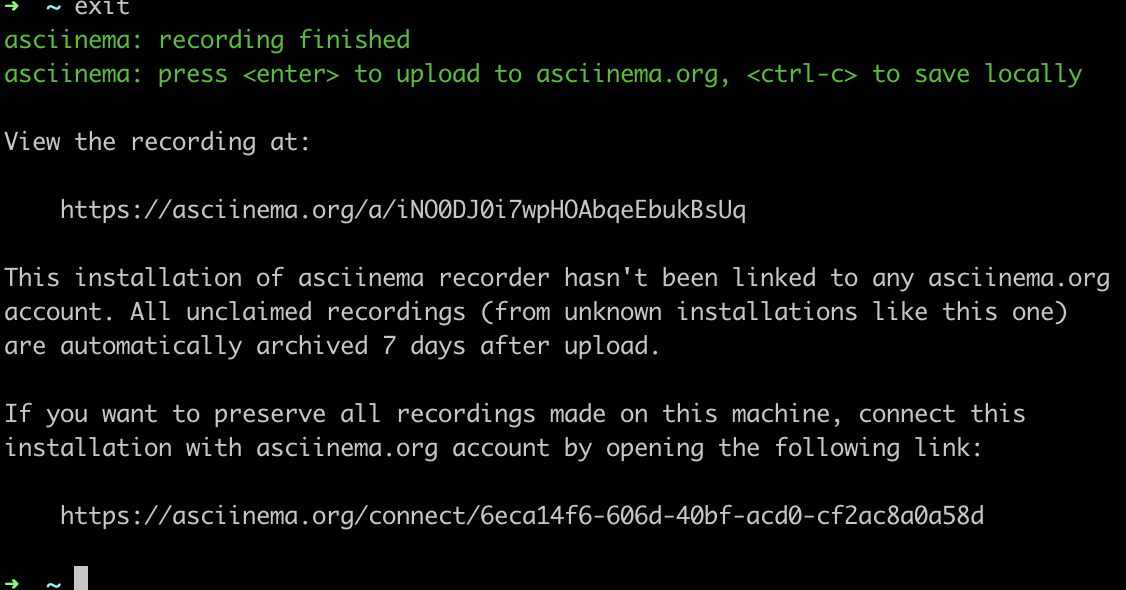 ➜ ~ exit
asciinema: recording finished
asciinema: press <enter> to upload to asciinema.org, <ctrl-c> to save locally
View the recording at:
https://asciinema.org/a/iNO0DJ0i7wpHOAbqeEbukBsUq
This installation of asciinema recorder hasn't been linked to any asciinema.org
account. All unclaimed recordings (from unknown installations like this one)
are automatically archived 7 days after upload.
If you want to preserve all recordings made on this machine, connect this
installation with asciinema.org account by opening the following link:
https://asciinema.org/connect/6eca14f6-606d-40bf-acd0-cf2ac8a0a58d
➜ ~